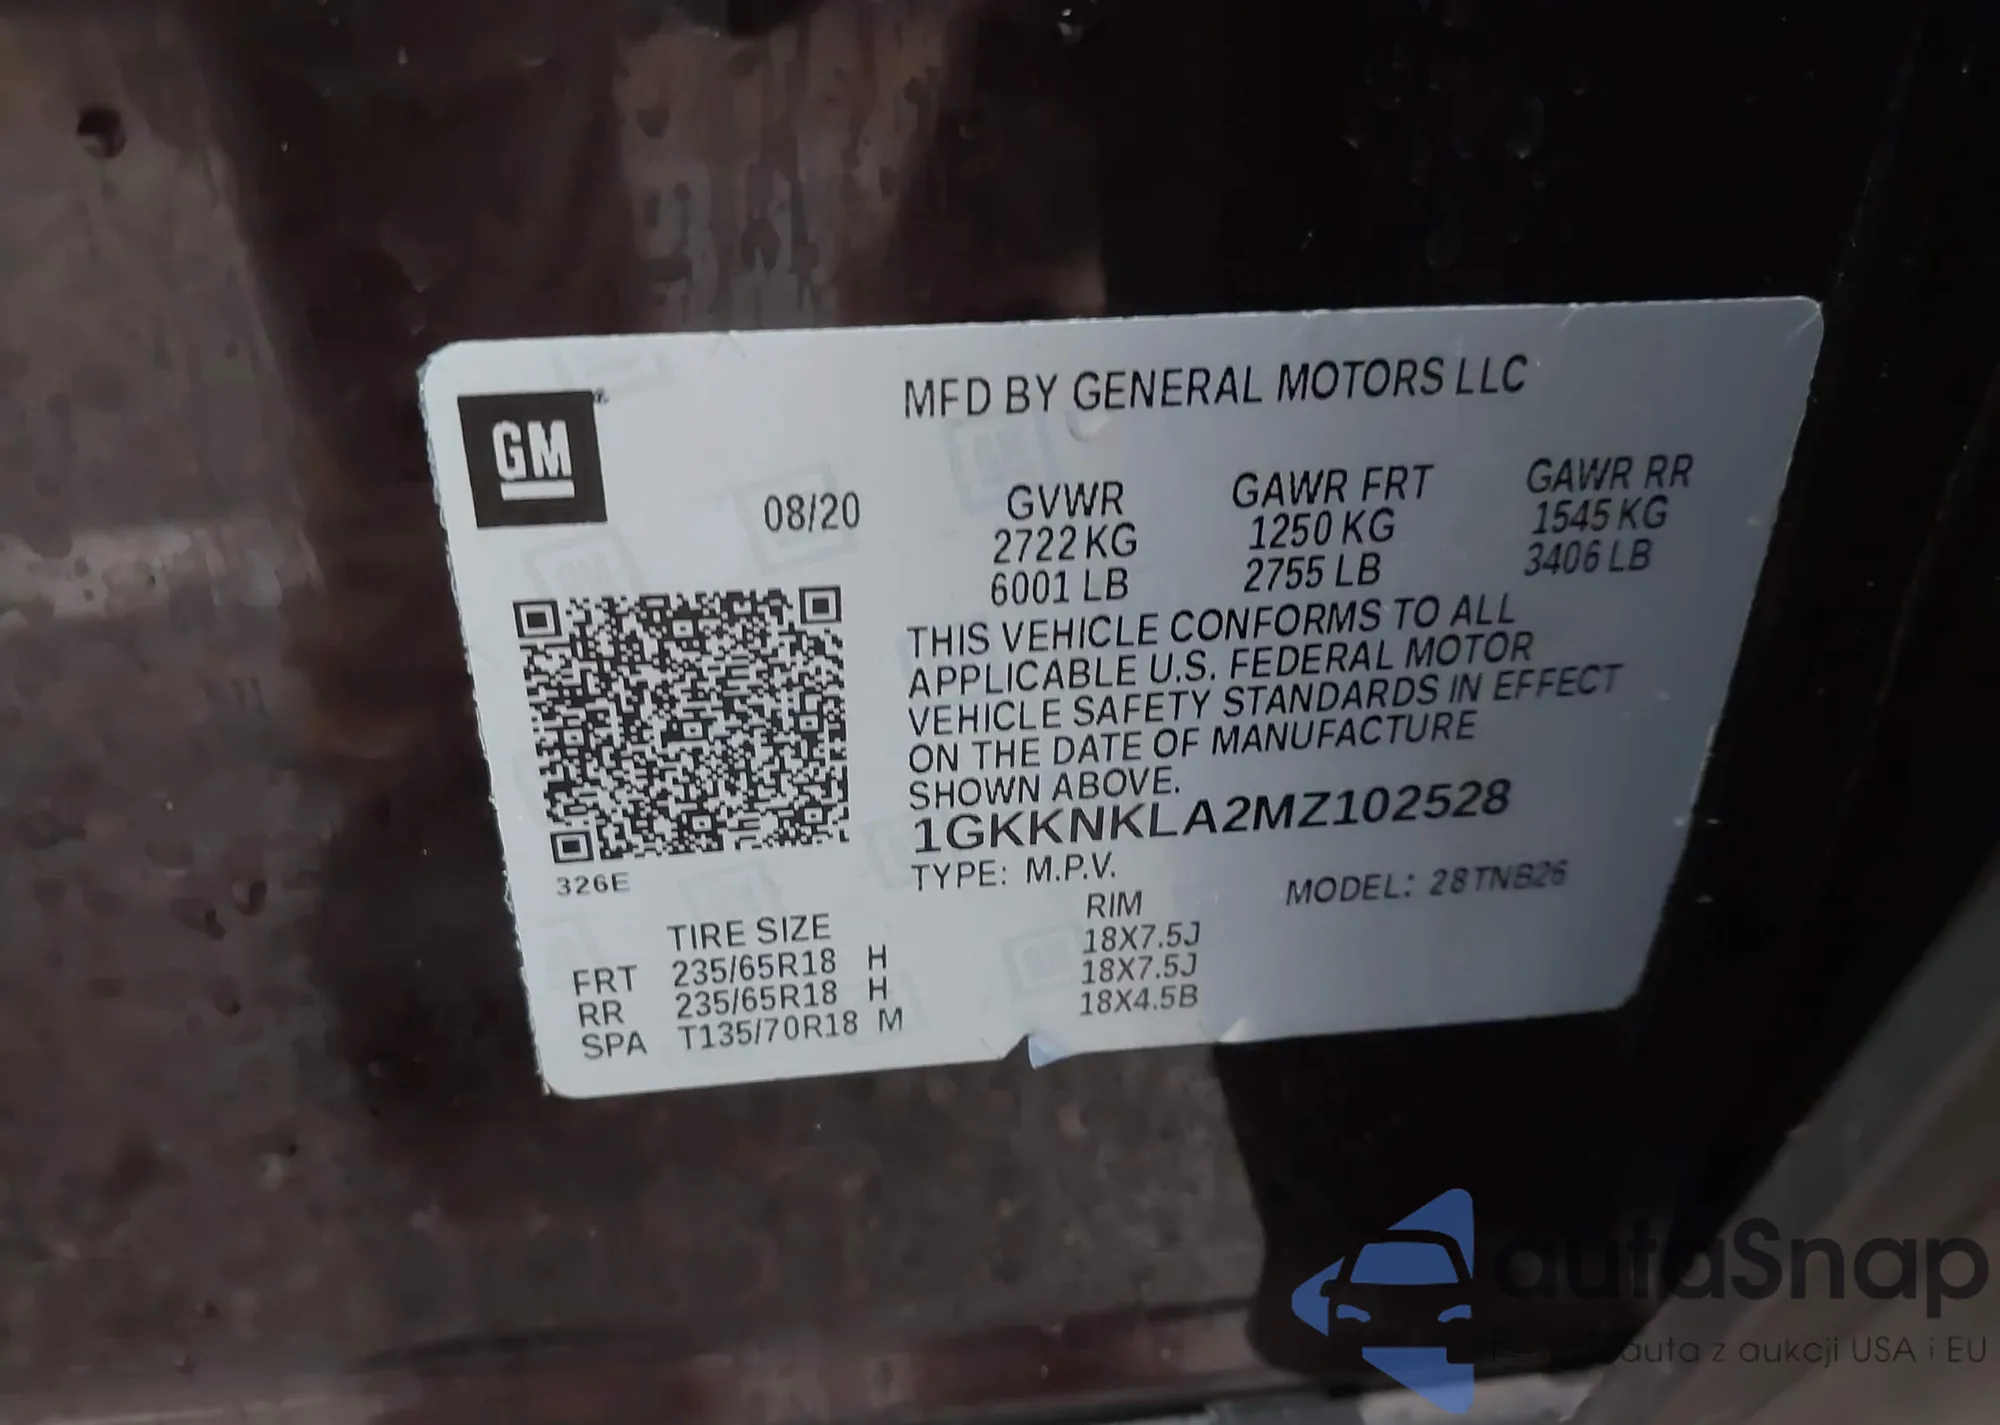 GM
MFD BY GENERAL MOTORS LLC
08/20
GVWR GAWR FRT GAWR RR
2722 KG 1250 KG 1545 KG
6001 LB 2755 LB 3406 LB
THIS VEHICLE CONFORMS TO ALL
APPLICABLE U.S. FEDERAL MOTOR
VEHICLE SAFETY STANDARDS IN EFFECT
ON THE DATE OF MANUFACTURE
SHOWN ABOVE.
1GKKNKLA2MZ102528
326E
TYPE: M.P.V. MODEL: 28TNB26
TIRE SIZE RIM
FRT 235/65R18 H 18X7.5J
RR 235/65R18 H 18X7.5J
SPA T135/70R18 M 18X4.5B
autaSnap
auta z aukcji USA i EU